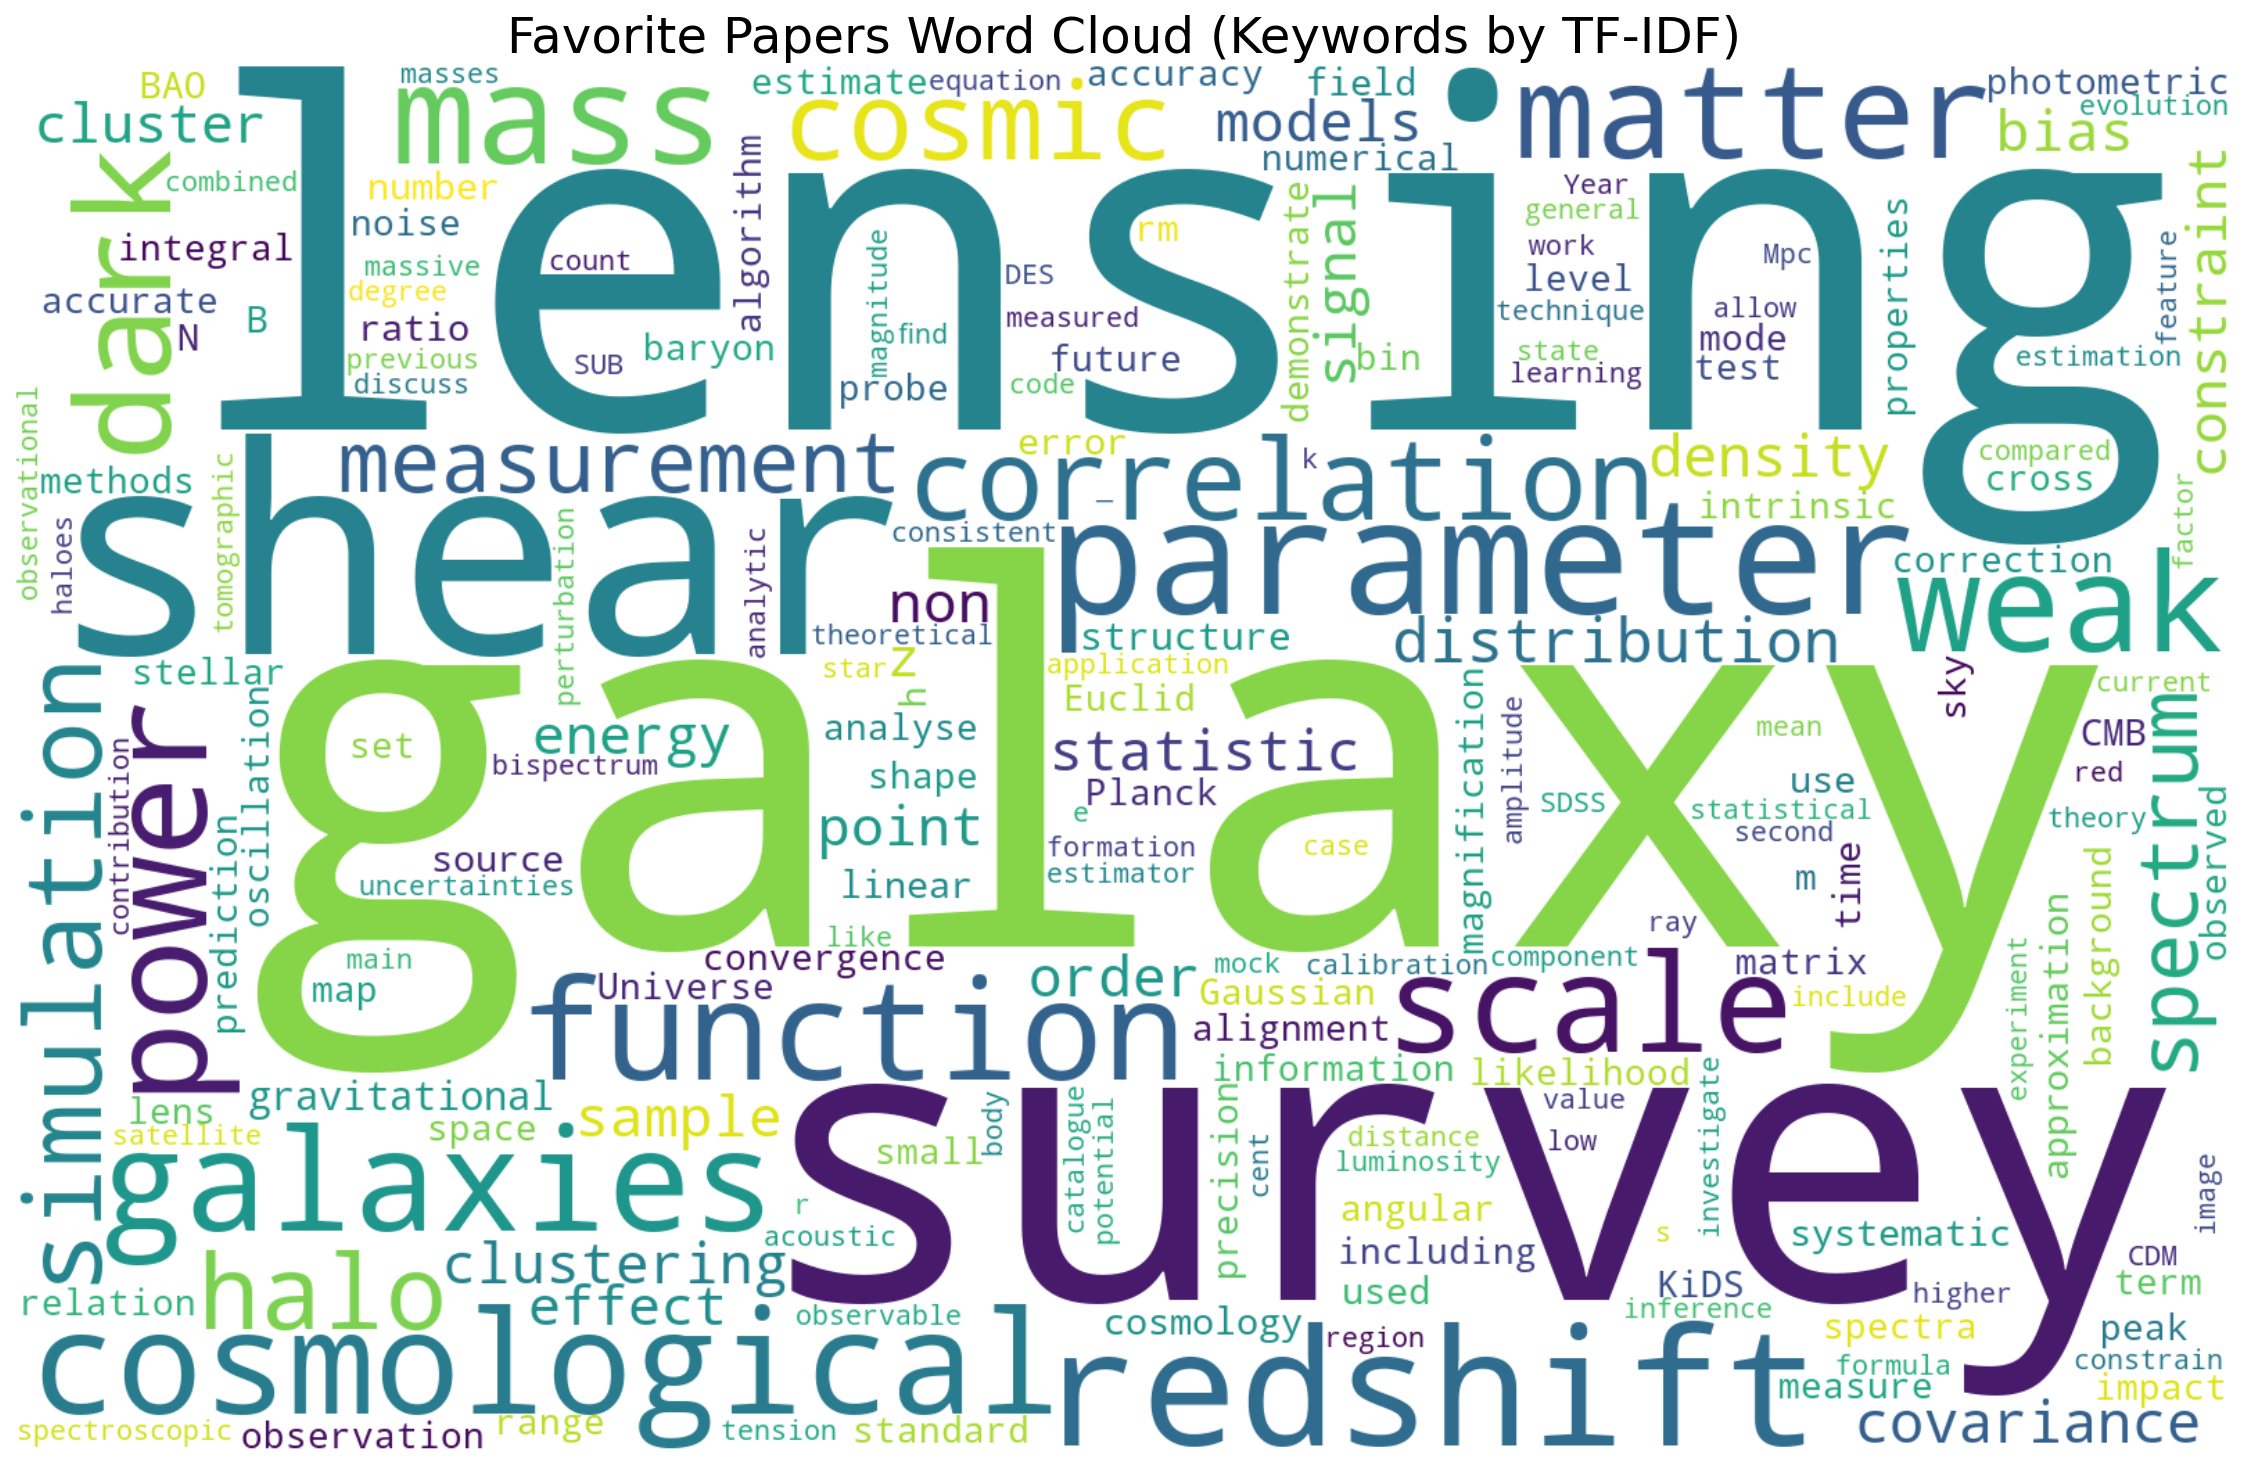 Favorite Papers Word Cloud (Keywords by TF-IDF)
BAO
masses
estimate
equation
accuracy
field
photometric
evolution
cluster
mass
cosmic
models
matter
bias
numerical
lensing
dark
combined
number
noise
algorithm
count
rm
demonstrate
signal
Year
general
work
level
technique
properties
Mpc
allow
mode
test
constraint
feature
integral
massive
degree
accurate
N
B
ratio
previous
discuss
SUB
baryon
magnitude
find
probe
DES
measured
future
code
bin
state
learning
estimation
observational
methods
tomographic
measurement
error
correlation
k
_
density
intrinsic
compared
cross
factor
haloes
shear
perturbation
analytic
consistent
non
theoretical
parameter
structure
distribution
correction
weak
stellar
star
z
h
application
Euclid
sky
current
simulation
power
oscillation
set
galaxy
energy
bispectrum
analyse
shape
statistic
Planck
magnification
amplitude
SDSS
mean
use
statistical
second
CMB
red
theory
spectrum
observed
contribution
prediction
source
uncertainties
point
linear
e
formation
estimator
case
m
time
background
approximation
ray
like
main
map
convergence
Universe
function
order
mock
Gaussian
calibration
component
scale
matrix
include
experiment
alignment
information
likelihood
gravitational
lens
satellite
space
sample
small
body
survey
catalogue
potential
precision
cent
distance
luminosity
value
low
investigate
image
galaxies
r
acoustic
angular
including
s
systematic
CDM
term
halo
clustering
relation
effect
observable
used
KiDS
inference
higher
cosmological
cosmology
region
redshift
spectra
peak
formula
constrain
measure
impact
spectroscopic
observation
range
tension
standard
covariance